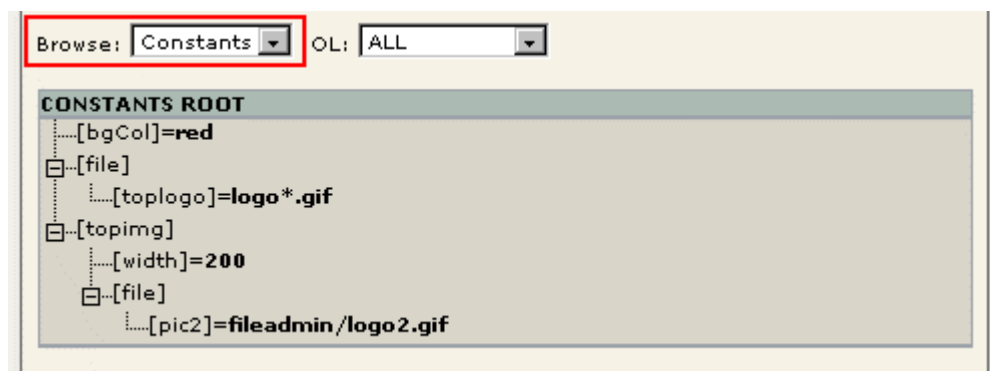 Browse: Constants OL: ALL
CONSTANTS ROOT
[bgCol]=red
[file]
[toplogo]=logo*.gif
[topimg]
[width]=200
[file]
[pic2]=fileadmin/logo2.gif